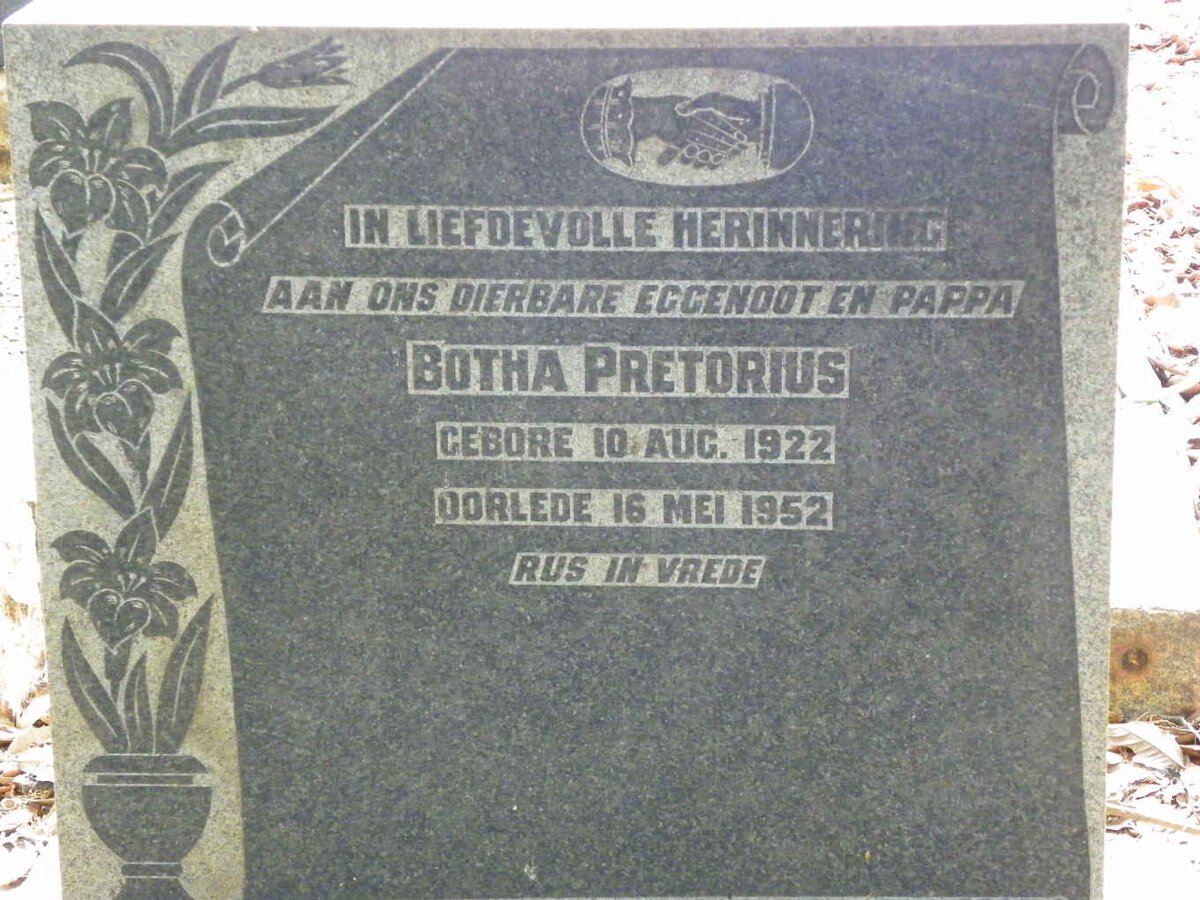 IN LIEFDEVOLLE HERINNERING
AAN ONS DIERBARE EGGENOOT EN PAPPA
BOTHA PRETORIUS
GEBORE 10 AUG. 1922
OORLEDE 16 MEI 1952
RUS IN VREDE